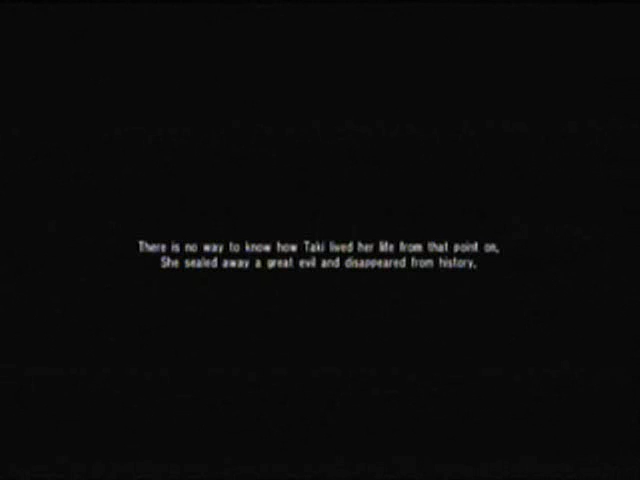 There is no way to know how Taki lived her life from that point on.
She sealed away a great evil and disappeared from history.